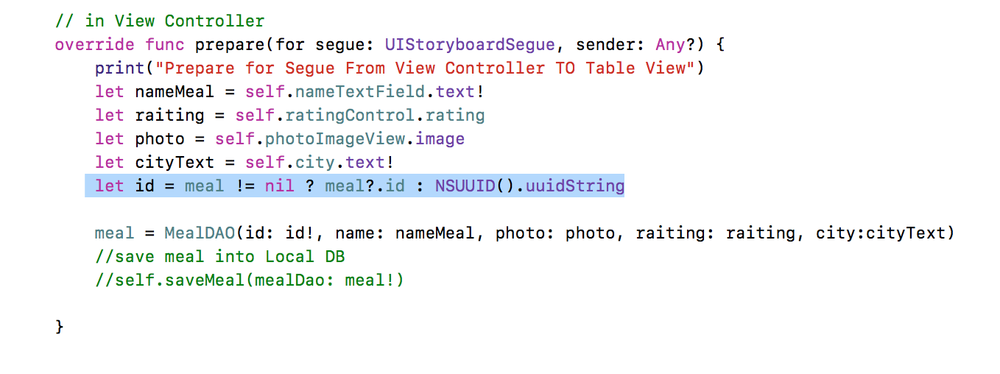 // in View Controller
override func prepare(for segue: UIStoryboardSegue, sender: Any?) {
print("Prepare for Segue From View Controller TO Table View")
let nameMeal = self.nameTextField.text!
let raiting = self.ratingControl.rating
let photo = self.photoImageView.image
let cityText = self.city.text!
let id = meal != nil ? meal?.id : NSUUID().uuidString
meal = MealDAO(id: id!, name: nameMeal, photo: photo, raiting: raiting, city:cityText)
//save meal into Local DB
//self.saveMeal(mealDao: meal!)
}